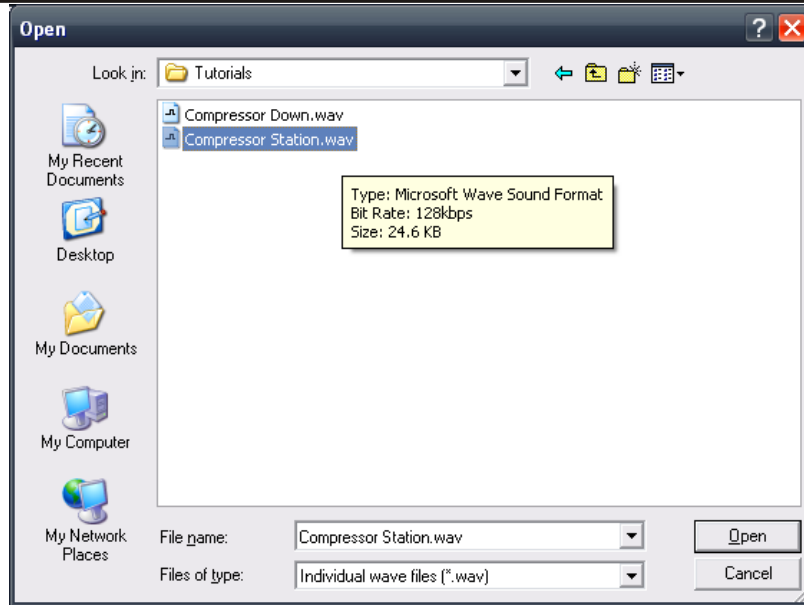 Open
Look in:
Tutorials
Compressor Down.wav
Compressor Station.wav
Type: Microsoft Wave Sound Format
Bit Rate: 128kbps
Size: 24.6 KB
My Recent
Documents
Desktop
My Documents
My Computer
My Network
Places
File name:
Compressor Station.wav
Open
Files of type:
Individual wave files (*.wav)
Cancel